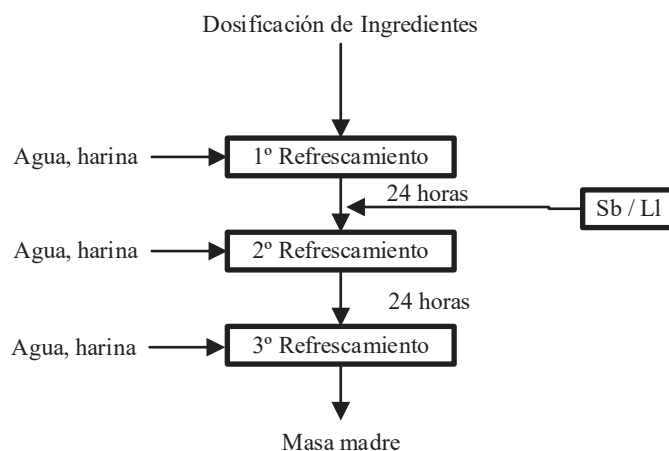 Dosificación de Ingredientes
Agua, harina
1º Refrescamiento
24 horas
Sb / Ll
Agua, harina
2º Refrescamiento
24 horas
Agua, harina
3º Refrescamiento
Masa madre